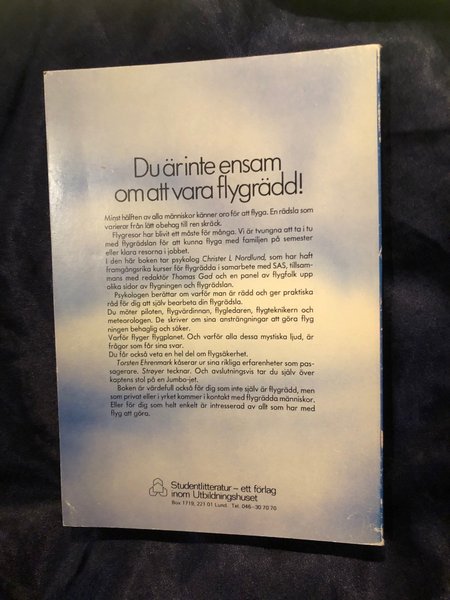 Du är inte ensam
om att vara flygrädd!
Minst hälften av alla människor känner oro för att flyga. En rädsla som
varierar från lätt obehag till ren skräck.
Flygresor har blivit ett måste för många. Vi är tvungna att ta i tu
med flygrädslan för att kunna flyga med familjen på semester
eller klara resorna i jobbet.
I den här boken tar psykolog Christer L Nordlund, som har haft
framgångsrika kurser för flygrädda i samarbete med SAS, tillsam-
mans med redaktör Thomas Gad och en panel av flygfolk upp
olika sidor av flygningen och flygrädslan.
Psykologen berättar om varför man är rädd och ger praktiska
råd för dig att själv bearbeta din flygrädsla.
Du möter piloten, flygvärdinnan, flygledaren, flygteknikern och
meteorologen. De skriver om sina ansträngningar att göra flyg
ningen behaglig och säker.
Varför flyger flygplanet. Och varför alla dessa mystiska ljud, är
frågor som får sina svar.
Du får också veta en hel del om flygsäkerhet.
Torsten Ehrenmark kåserar ur sina rikliga erfarenheter som pas-
sagerare. Strøyer tecknar. Och avslutningsvis tar du själv över
kaptens stol på en Jumbo-jet.
Boken är värdefull också för dig som inte själv är flygrädd, men
som privat eller i yrket kommer i kontakt med flygrädda människor.
Eller för dig som helt enkelt är intresserad av allt som har med
flyg att göra.
Studentlitteratur – ett förlag
inom Utbildningshuset
Box 1719, 221 01 Lund. Tel. 046-30 70 70